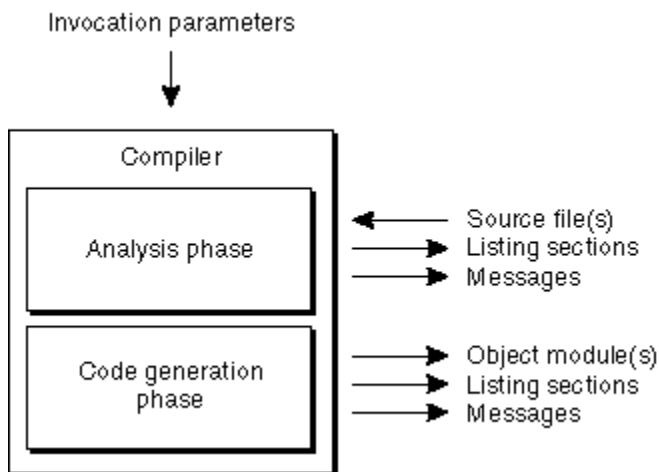 Invocation parameters
Compiler
Analysis phase
Source file(s)
Listing sections
Messages
Code generation
phase
Object module(s)
Listing sections
Messages